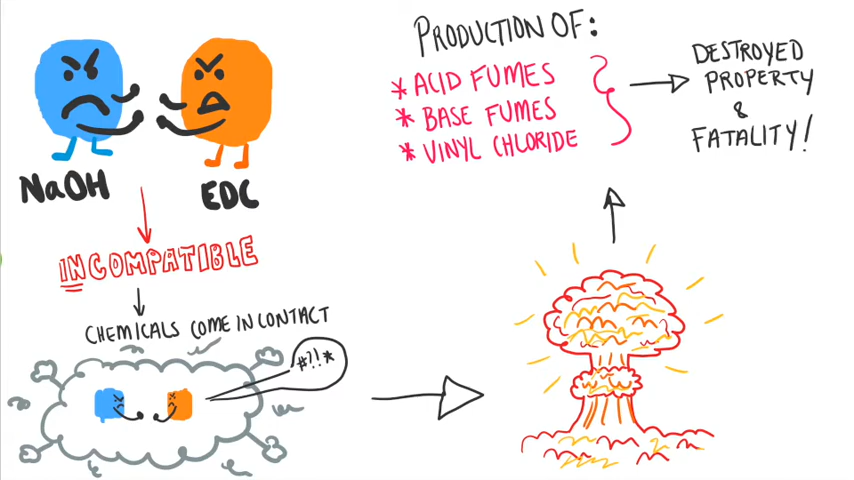 NaOH
EDC
INCOMPATIBLE
CHEMICALS COME IN CONTACT
#?!!*
PRODUCTION OF:
* ACID FUMES
* BASE FUMES
* VINYL CHLORIDE
DESTROYED
PROPERTY
&
FATALITY!